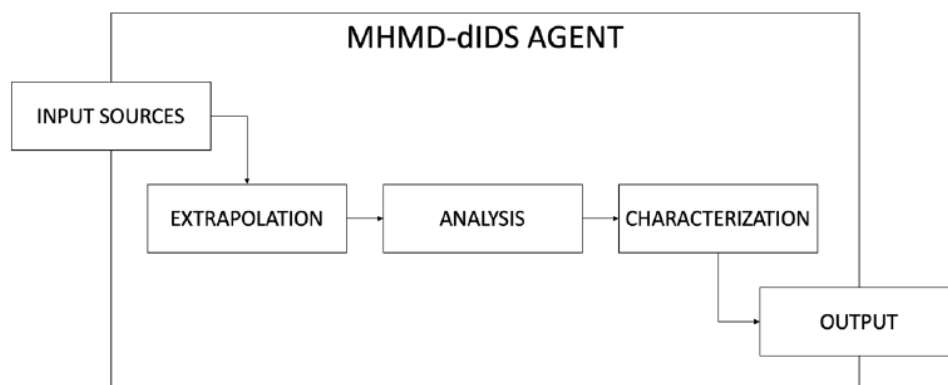 MHMD-dIDS AGENT
INPUT SOURCES
EXTRAPOLATION
ANALYSIS
CHARACTERIZATION
OUTPUT